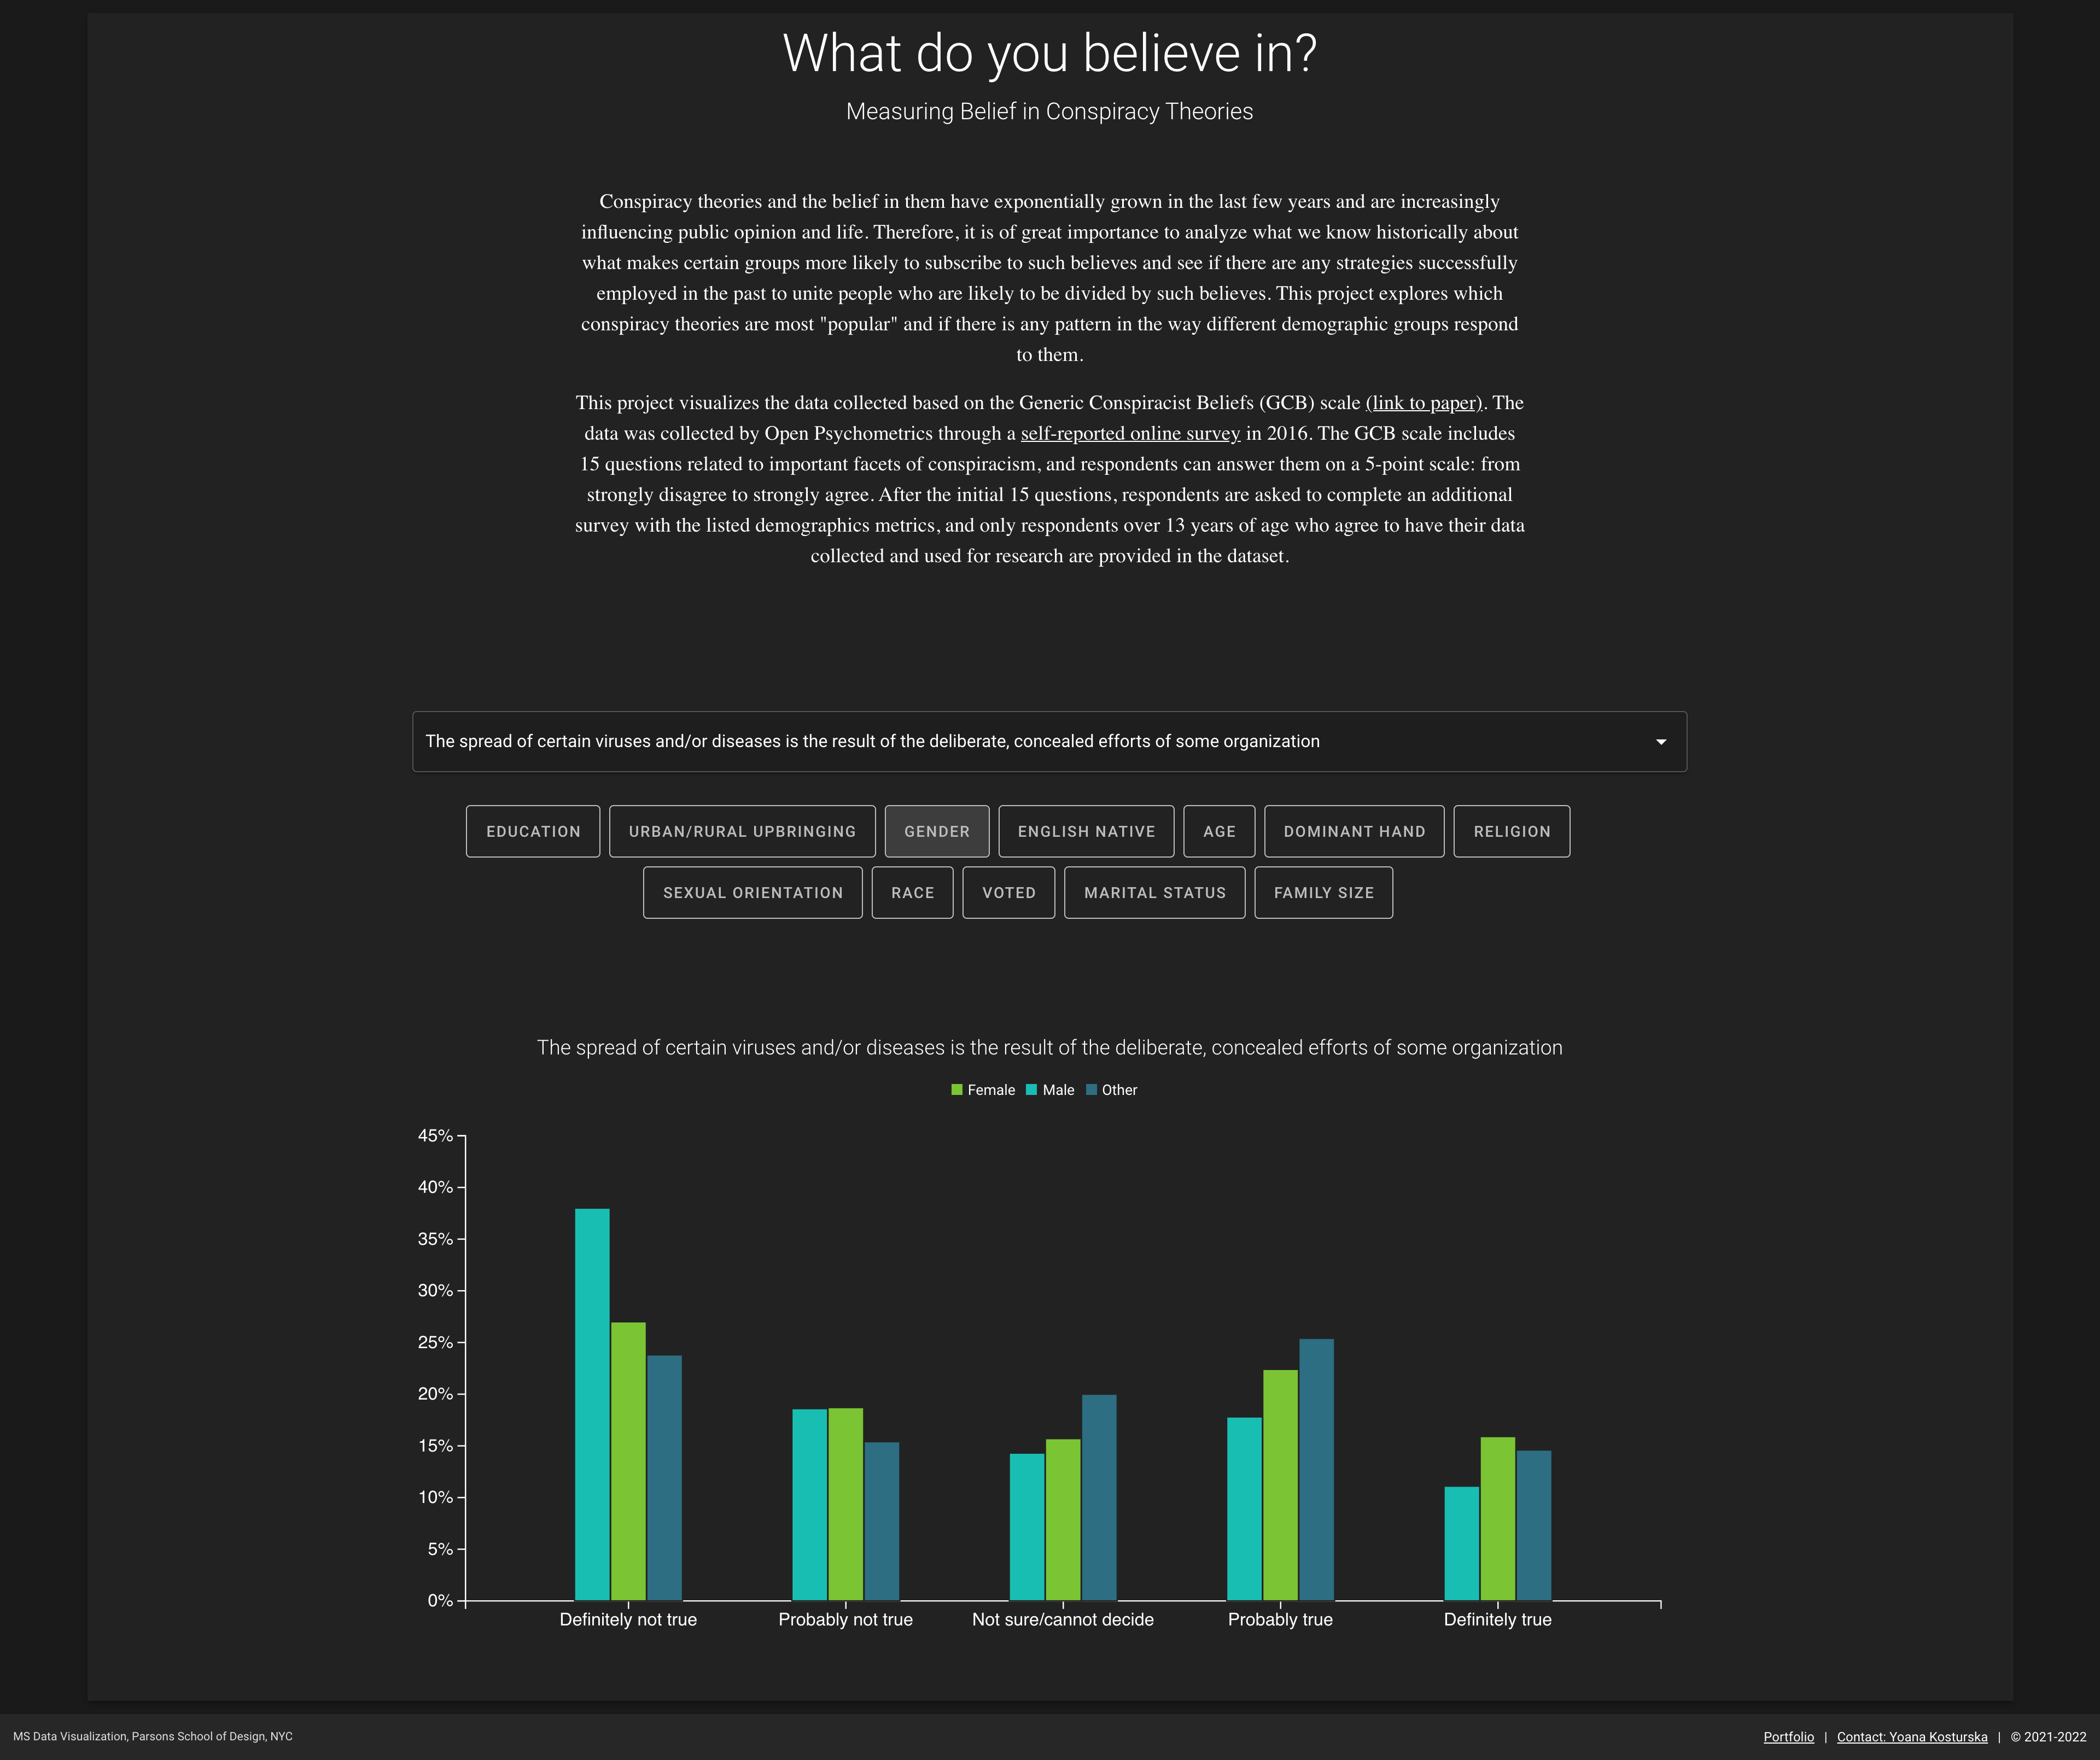 What do you believe in?
Measuring Belief in Conspiracy Theories
Conspiracy theories and the belief in them have exponentially grown in the last few years and are increasingly
influencing public opinion and life. Therefore, it is of great importance to analyze what we know historically about
what makes certain groups more likely to subscribe to such believes and see if there are any strategies successfully
employed in the past to unite people who are likely to be divided by such believes. This project explores which
conspiracy theories are most "popular" and if there is any pattern in the way different demographic groups respond
to them.
This project visualizes the data collected based on the Generic Conspiracist Beliefs (GCB) scale (link to paper). The
data was collected by Open Psychometrics through a self-reported online survey in 2016. The GCB scale includes
15 questions related to important facets of conspiracism, and respondents can answer them on a 5-point scale: from
strongly disagree to strongly agree. After the initial 15 questions, respondents are asked to complete an additional
survey with the listed demographics metrics, and only respondents over 13 years of age who agree to have their data
collected and used for research are provided in the dataset.
The spread of certain viruses and/or diseases is the result of the deliberate, concealed efforts of some organization
EDUCATION URBAN/RURAL UPBRINGING GENDER ENGLISH NATIVE AGE DOMINANT HAND RELIGION
SEXUAL ORIENTATION RACE VOTED MARITAL STATUS FAMILY SIZE
The spread of certain viruses and/or diseases is the result of the deliberate, concealed efforts of some organization
Female Male Other
45%
40%
35%
30%
25%
20%
15%
10%
5%
0%
Definitely not true Probably not true Not sure/cannot decide Probably true Definitely true
MS Data Visualization, Parsons School of Design, NYC Portfolio | Contact: Yoana Kosturska | © 2021-2022